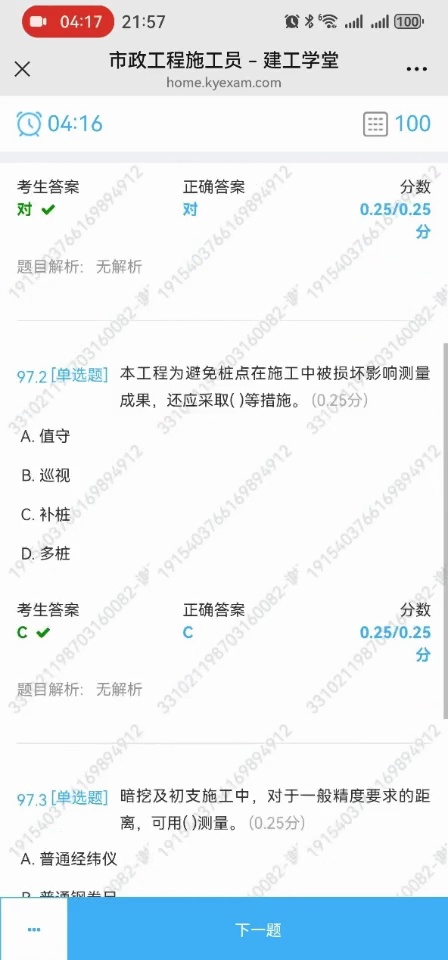 04:17 21:57 100
市政工程施工员 - 建工学堂
home.kyexam.com
04:16 100
考生答案 正确答案 分数
对 对 0.25/0.25
分
题目解析: 无解析
97.2 [单选题] 本工程为避免桩点在施工中被损坏影响测量
成果，还应采取( )等措施。(0.25分)
A. 值守
B. 巡视
C. 补桩
D. 多桩
考生答案 正确答案 分数
C C 0.25/0.25
分
题目解析: 无解析
97.3 [单选题] 暗挖及初支施工中，对于一般精度要求的距
离，可用( )测量。(0.25分)
A. 普通经纬仪
B. 普通钢卷尺
下一题